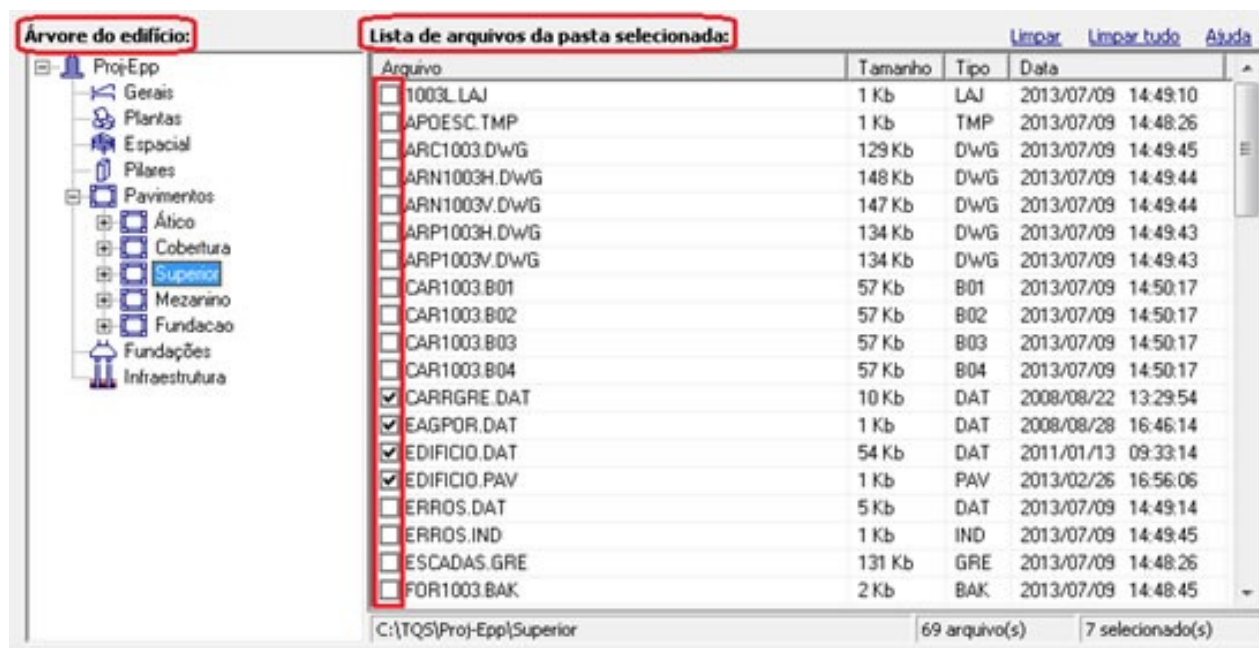 Árvore do edifício:
Proj-Epp
Gerais
Plantas
Espacial
Pilares
Pavimentos
Ático
Cobertura
Superior
Mezanino
Fundacao
Fundações
Infraestrutura
Lista de arquivos da pasta selecionada: Limpar Limpar tudo Ajuda
Arquivo Tamanho Tipo Data
1003L.LAJ 1 Kb LAJ 2013/07/09 14:49:10
APOESC.TMP 1 Kb TMP 2013/07/09 14:48:26
ARC1003.DWG 129 Kb DWG 2013/07/09 14:49:45
ARN1003H.DWG 148 Kb DWG 2013/07/09 14:49:44
ARN1003V.DWG 147 Kb DWG 2013/07/09 14:49:44
ARP1003H.DWG 134 Kb DWG 2013/07/09 14:49:43
ARP1003V.DWG 134 Kb DWG 2013/07/09 14:49:43
CAR1003.B01 57 Kb B01 2013/07/09 14:50:17
CAR1003.B02 57 Kb B02 2013/07/09 14:50:17
CAR1003.B03 57 Kb B03 2013/07/09 14:50:17
CAR1003.B04 57 Kb B04 2013/07/09 14:50:17
CARRGRE.DAT 10 Kb DAT 2008/08/22 13:29:54
EAGPOR.DAT 1 Kb DAT 2008/08/28 16:46:14
EDIFICIO.DAT 54 Kb DAT 2011/01/13 09:33:14
EDIFICIO.PAV 1 Kb PAV 2013/02/26 16:56:06
ERROS.DAT 5 Kb DAT 2013/07/09 14:49:14
ERROS.IND 1 Kb IND 2013/07/09 14:49:45
ESCADAS.GRE 131 Kb GRE 2013/07/09 14:48:26
FOR1003.BAK 2 Kb BAK 2013/07/09 14:48:45
C:\TQS\Proj-Epp\Superior 69 arquivo(s) 7 selecionado(s)